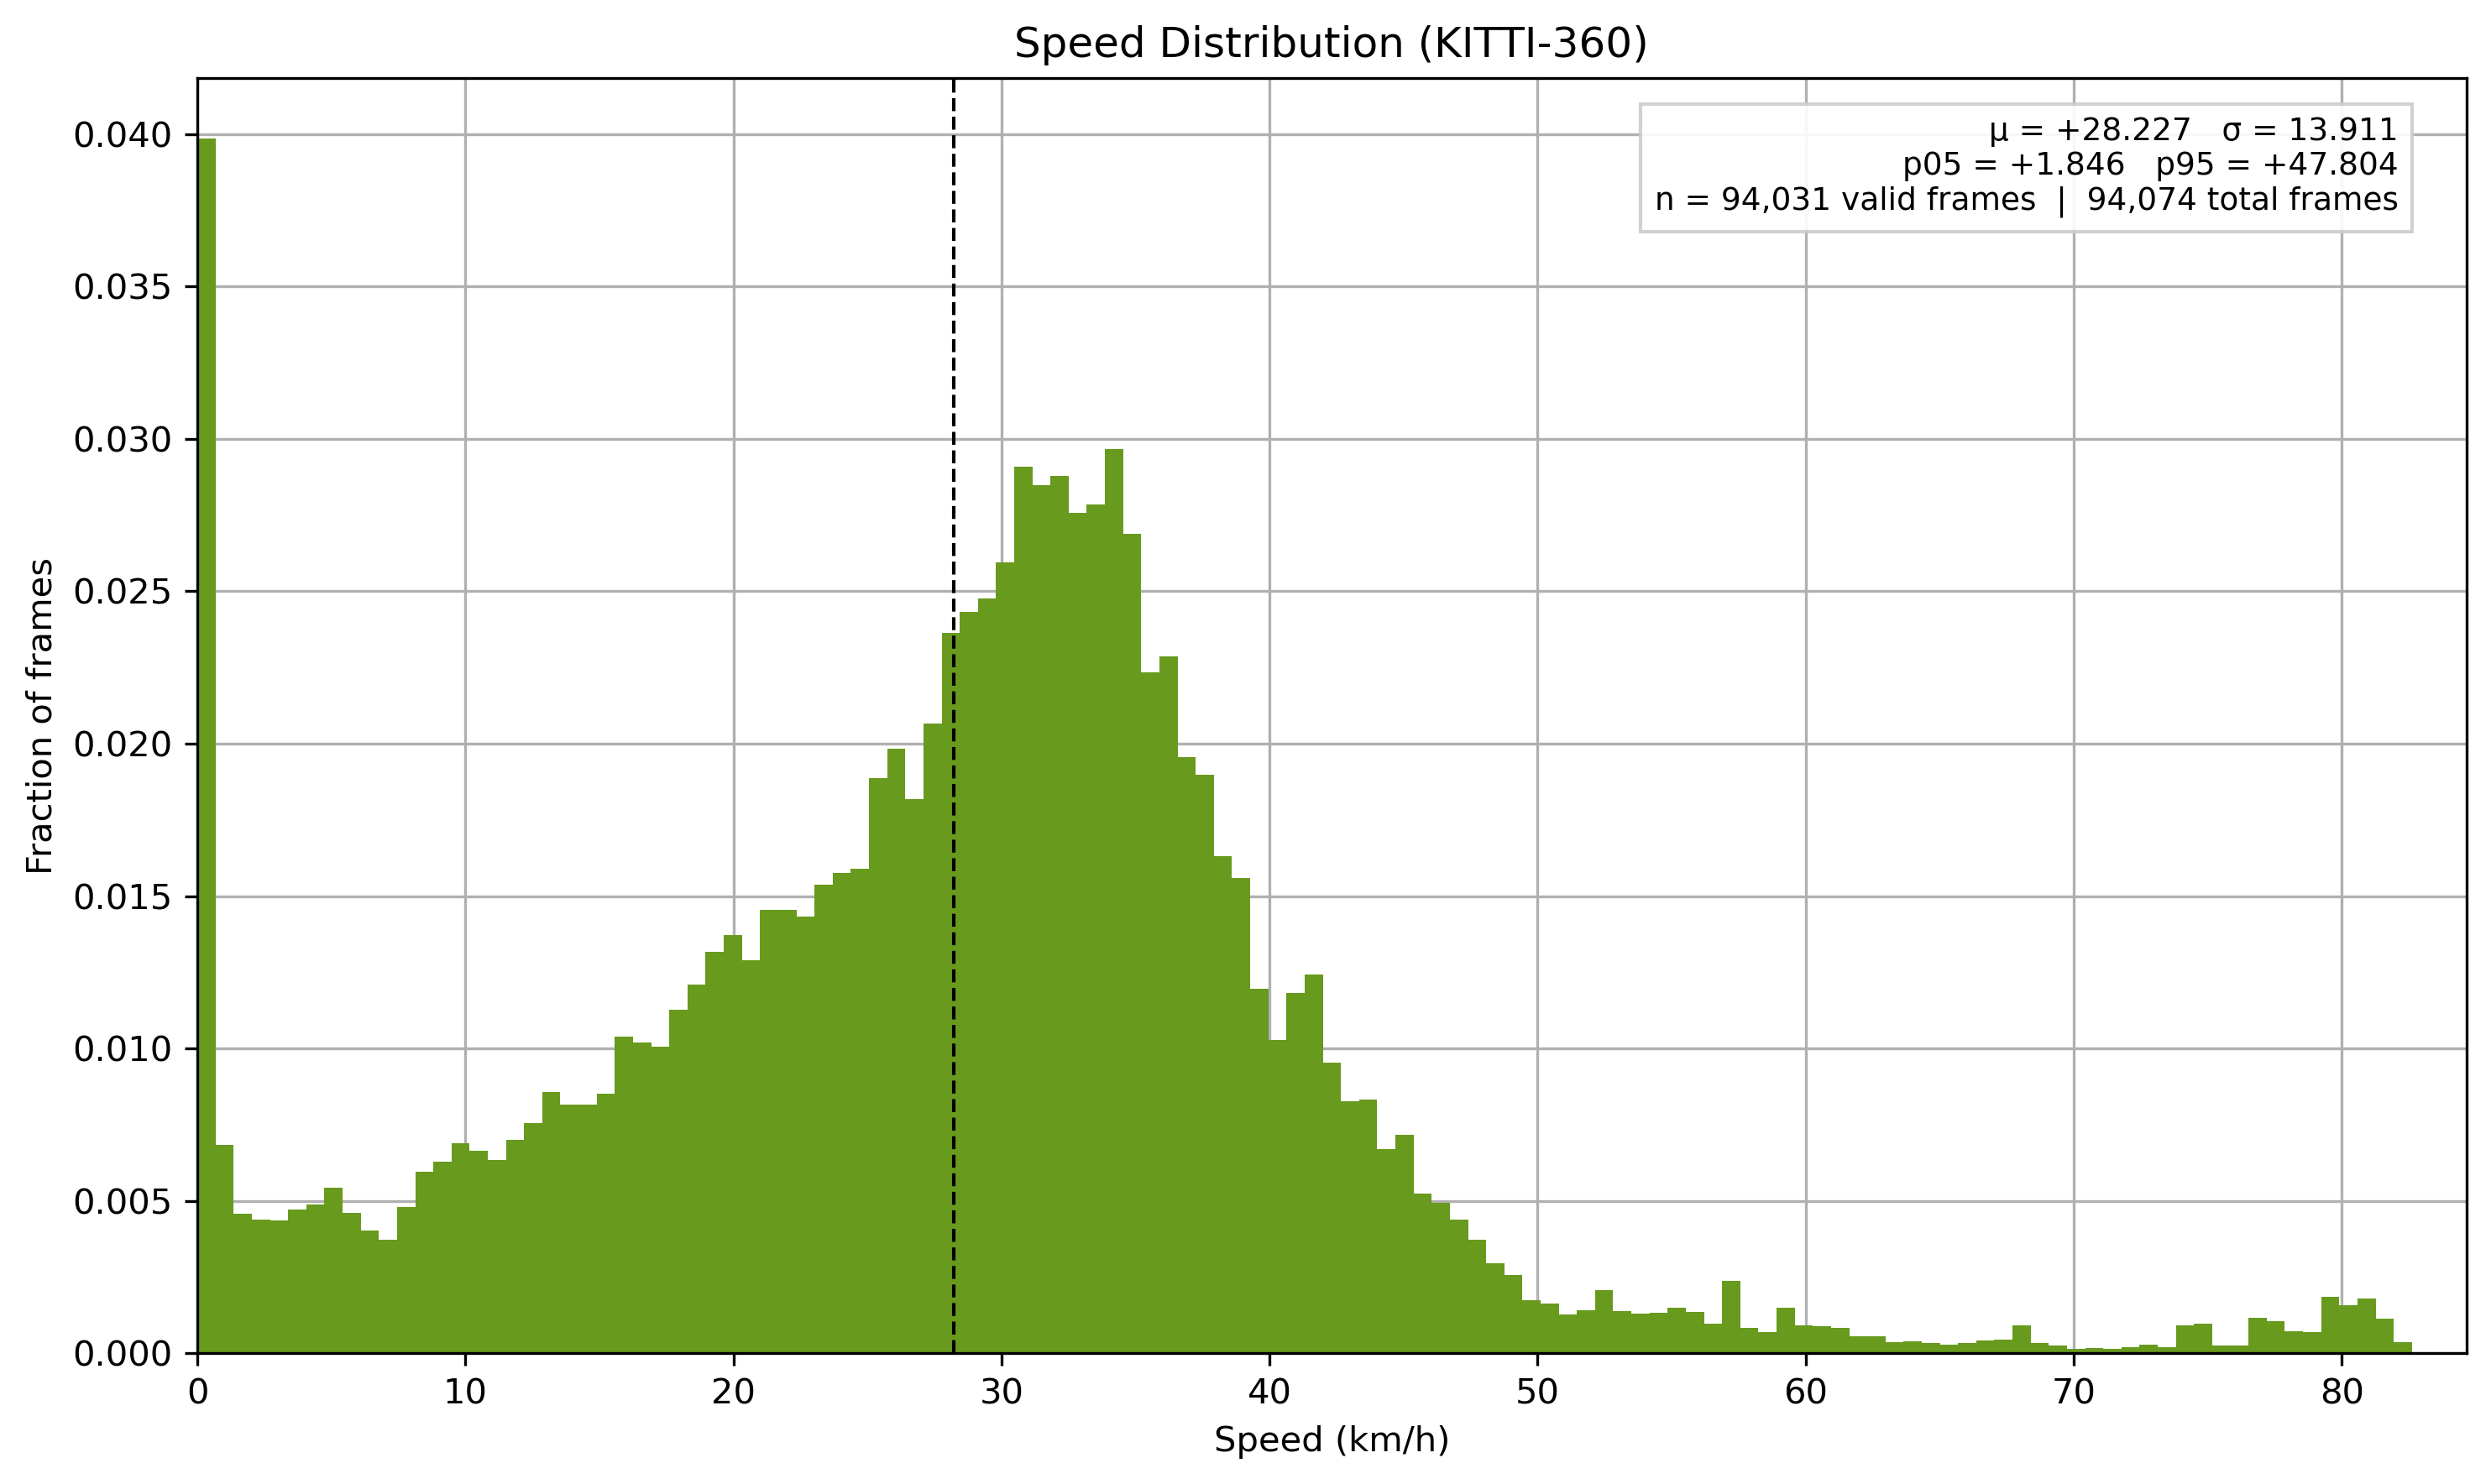 Speed Distribution (KITTI-360)
μ = +28.227   σ = 13.911
p05 = +1.846   p95 = +47.804
n = 94,031 valid frames  |  94,074 total frames
Fraction of frames
0.040
0.035
0.030
0.025
0.020
0.015
0.010
0.005
0.000
0 10 20 30 40 50 60 70 80
Speed (km/h)